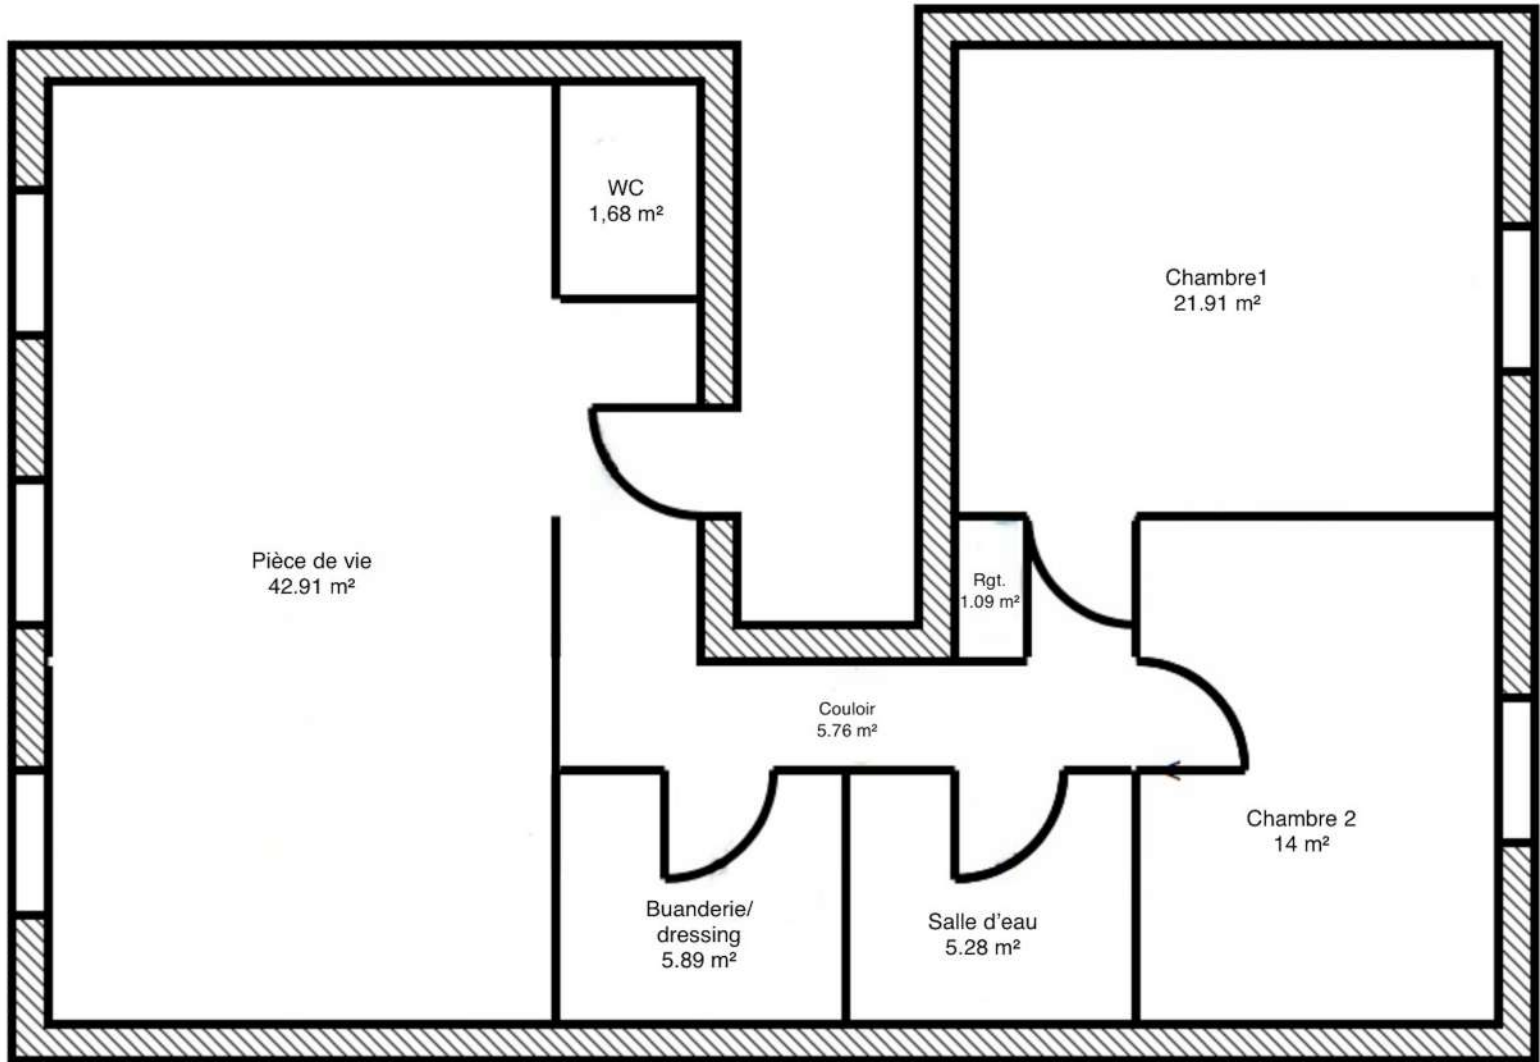 WC
1,68 m²
Chambre1
21.91 m²
Pièce de vie
42.91 m²
Rgt.
1.09 m²
Couloir
5.76 m²
Chambre 2
14 m²
Buanderie/
dressing
5.89 m²
Salle d'eau
5.28 m²